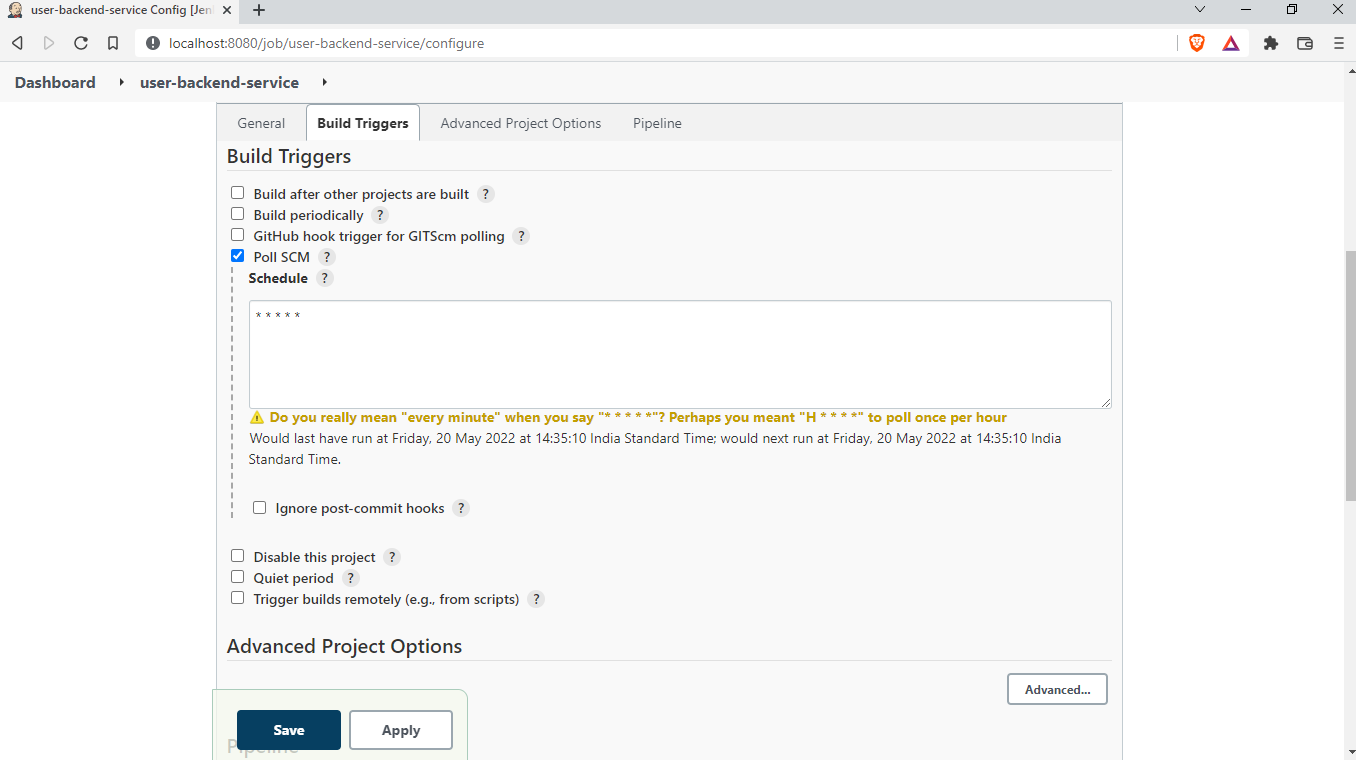 user-backend-service Config [Jen
localhost:8080/job/user-backend-service/configure
Dashboard user-backend-service
General Build Triggers Advanced Project Options Pipeline
Build Triggers
Build after other projects are built ?
Build periodically ?
GitHub hook trigger for GITScm polling ?
Poll SCM ?
Schedule ?
* * * * *
Do you really mean "every minute" when you say "* * * * *"? Perhaps you meant "H * * * *" to poll once per hour
Would last have run at Friday, 20 May 2022 at 14:35:10 India Standard Time; would next run at Friday, 20 May 2022 at 14:35:10 India
Standard Time.
Ignore post-commit hooks ?
Disable this project ?
Quiet period ?
Trigger builds remotely (e.g., from scripts) ?
Advanced Project Options
Advanced...
Save Apply
Pipeline